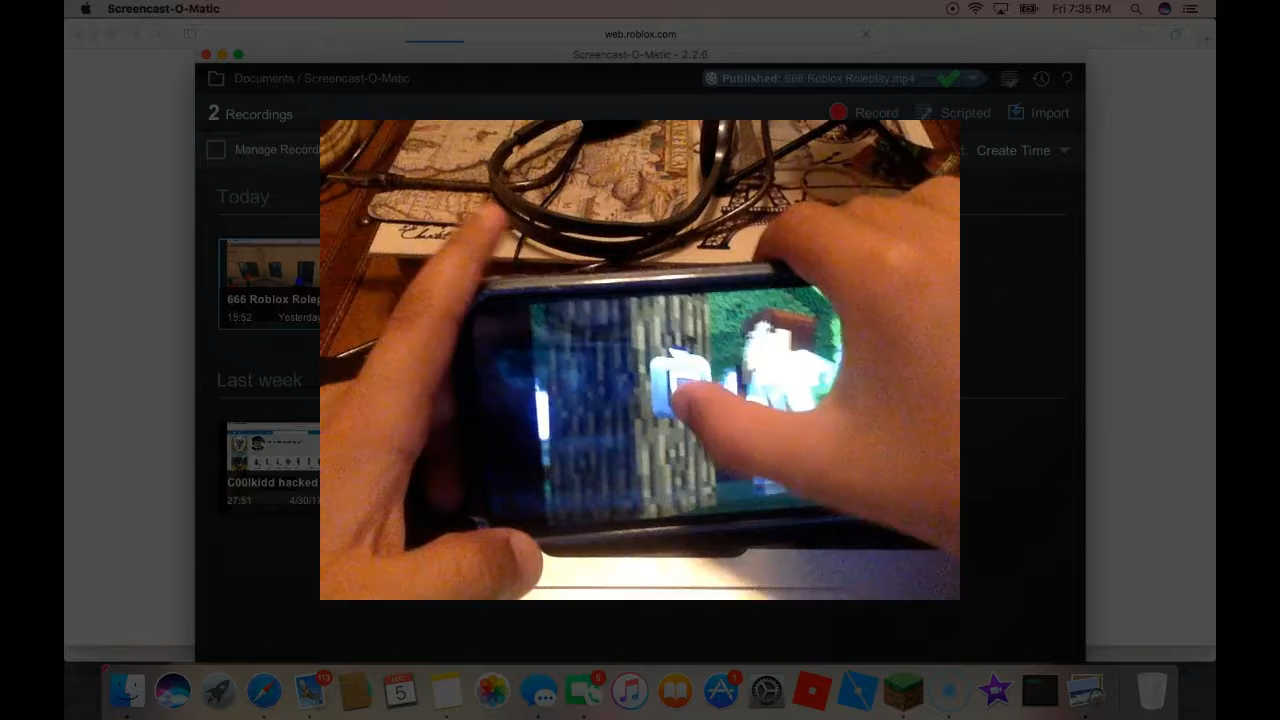 Screencast-O-Matic
Fri 7:35 PM
web.roblox.com
Screencast-O-Matic - 2.2.6
Documents / Screencast-O-Matic
Published: 666 Roblox Roleplay.mp4
2 Recordings
Record
Scripted
Import
Manage Record
Create Time
Today
666 Roblox Role
15:52
Yesterday
Last week
C00lkidd hacked
27:51
4/30/1
5